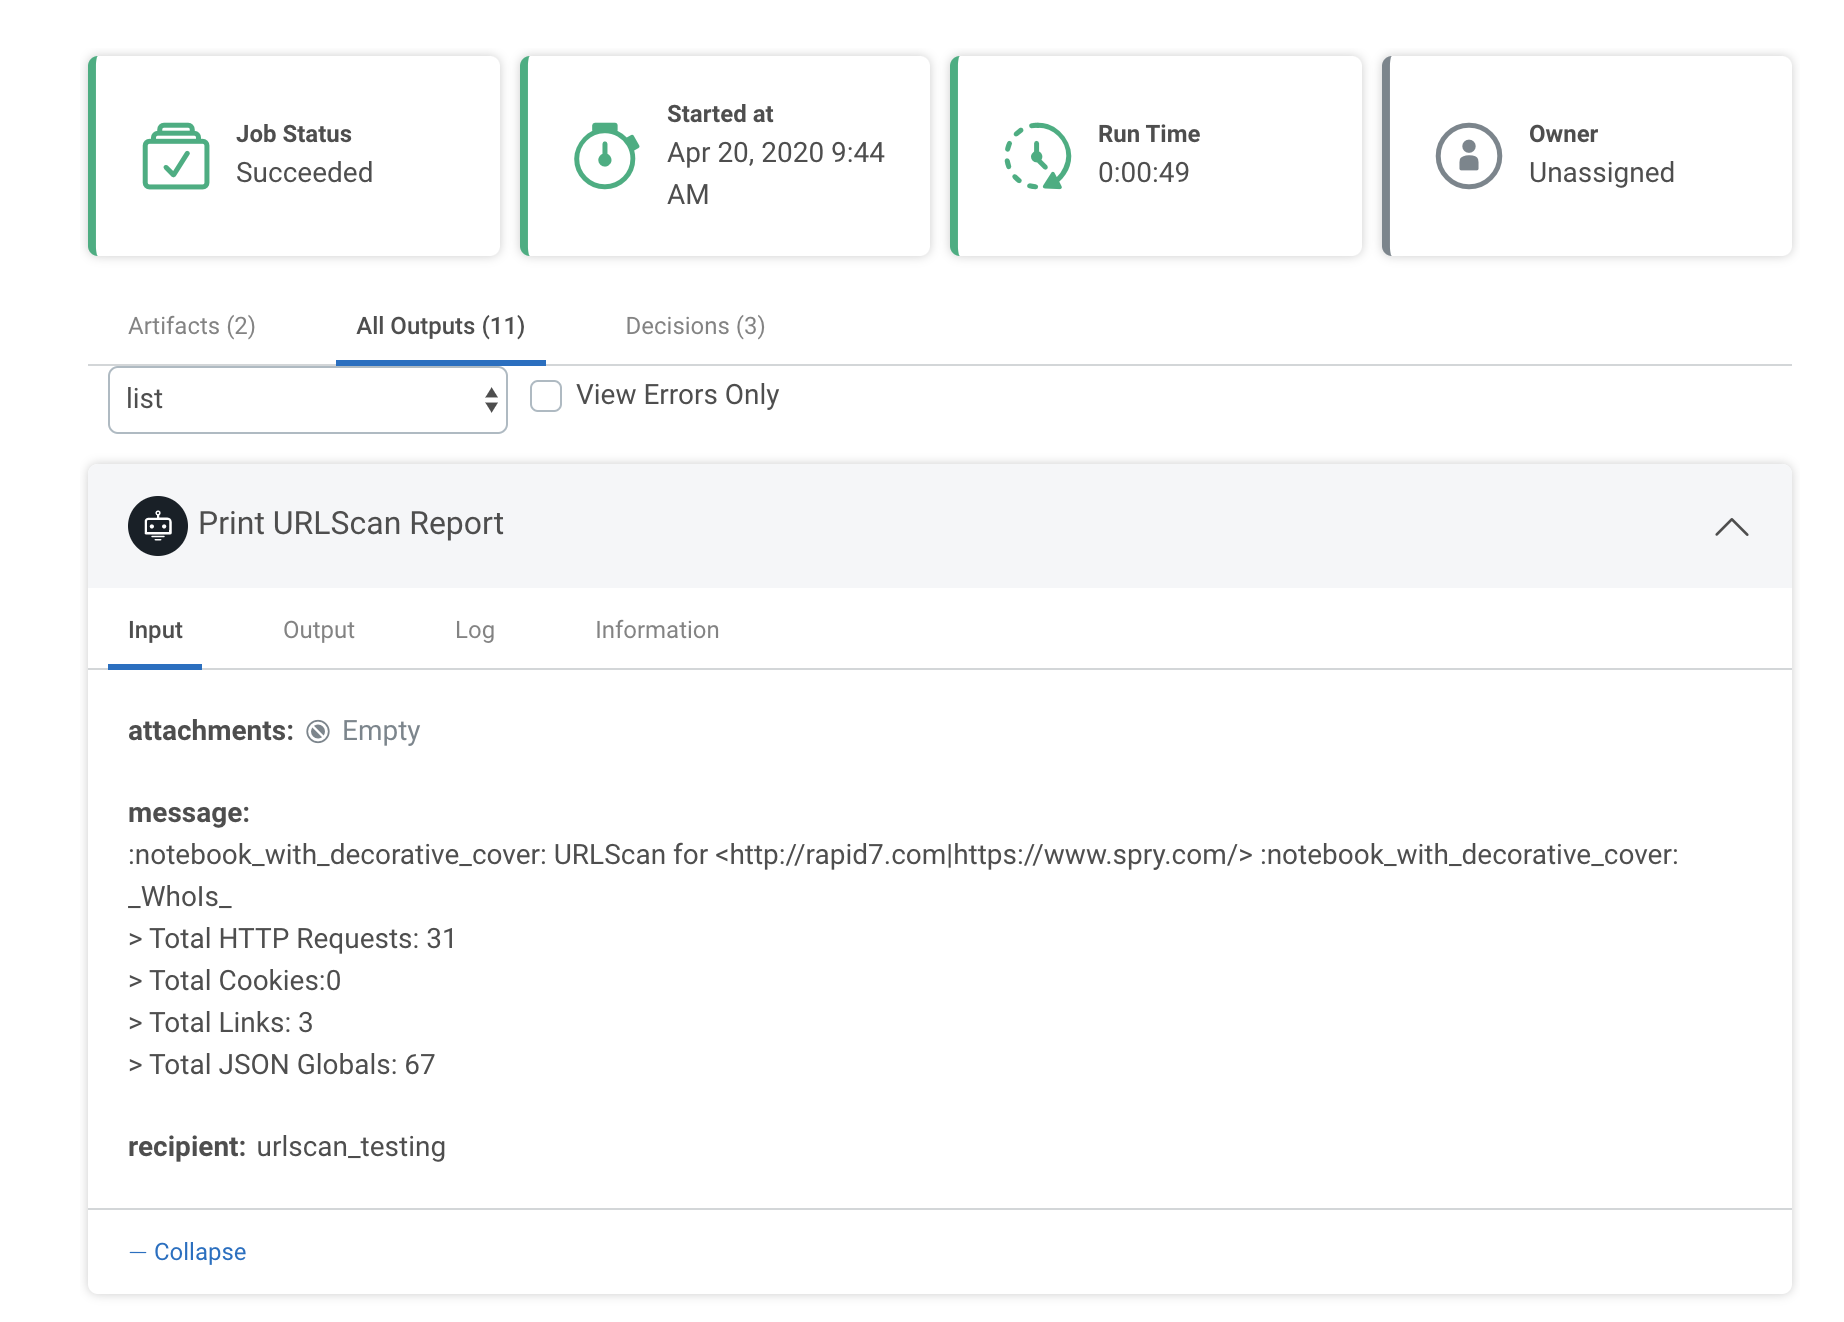 Job Status
Succeeded
Started at
Apr 20, 2020 9:44
AM
Run Time
0:00:49
Owner
Unassigned
Artifacts (2)
All Outputs (11)
Decisions (3)
list
View Errors Only
Print URLScan Report
Input
Output
Log
Information
attachments: Empty
message:
:notebook_with_decorative_cover: URLScan for <http://rapid7.com|https://www.spry.com/> :notebook_with_decorative_cover:
_WhoIs_
> Total HTTP Requests: 31
> Total Cookies:0
> Total Links: 3
> Total JSON Globals: 67
recipient: urlscan_testing
— Collapse